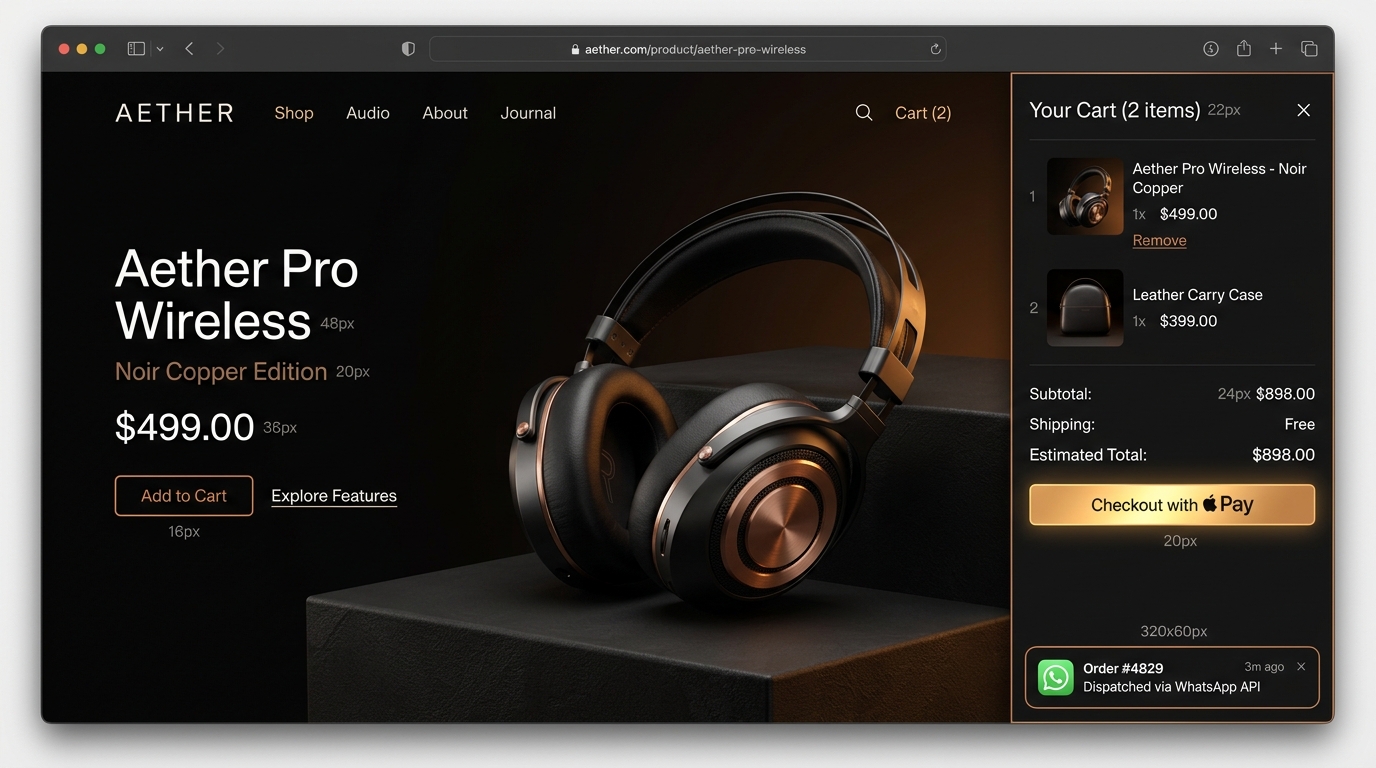 aether.com/product/aether-pro-wireless
AETHER
Shop
Audio
About
Journal
Cart (2)
Aether Pro
Wireless 48px
Noir Copper Edition 20px
$499.00 36px
Add to Cart
Explore Features
16px
Your Cart (2 items) 22px
1
Aether Pro Wireless - Noir
Copper
1x $499.00
Remove
2
Leather Carry Case
1x $399.00
Subtotal: 24px $898.00
Shipping: Free
Estimated Total: $898.00
Checkout with Pay
20px
320x60px
Order #4829 3m ago
Dispatched via WhatsApp API